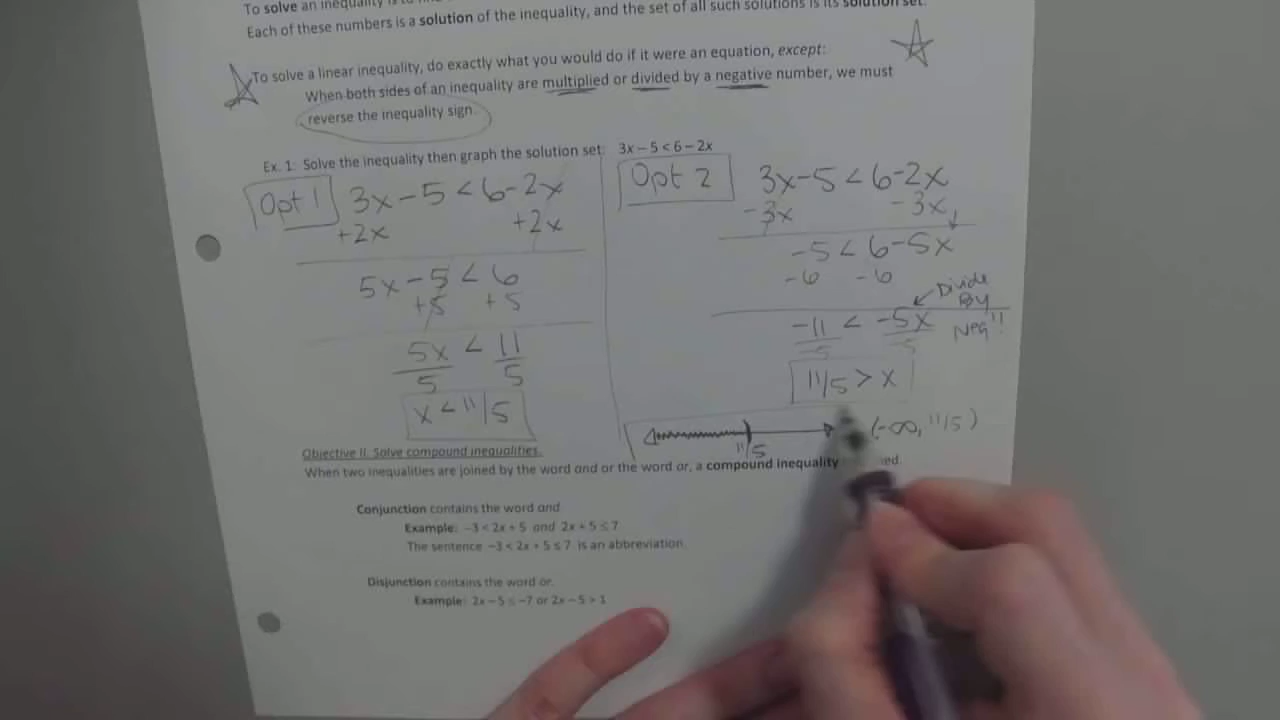 To solve an inequality is to find
Each of these numbers is a solution of the inequality, and the set of all such solutions is its solution set.
To solve a linear inequality, do exactly what you would do if it were an equation, except:
When both sides of an inequality are multiplied or divided by a negative number, we must
reverse the inequality sign.
Ex. 1: Solve the inequality then graph the solution set: 3x – 5 < 6 – 2x
Opt 1
3x - 5 < 6 - 2x
+2x +2x
5x - 5 < 6
+5 +5
5x < 11
5 5
x < 11/5
Opt 2
3x - 5 < 6 - 2x
-3x -3x
-5 < 6 - 5x
-6 -6
Divide
By
Neg!!
-11 < -5x
-5 -5
11/5 > x
11/5
(-∞, 11/5)
Objective II. Solve compound inequalities.
When two inequalities are joined by the word and or the word or, a compound inequality
Conjunction contains the word and
Example: –3 < 2x + 5 and 2x + 5 ≤ 7
The sentence –3 < 2x + 5 ≤ 7 is an abbreviation.
Disjunction contains the word or.
Example: 2x – 5 ≤ –7 or 2x – 5 > 1